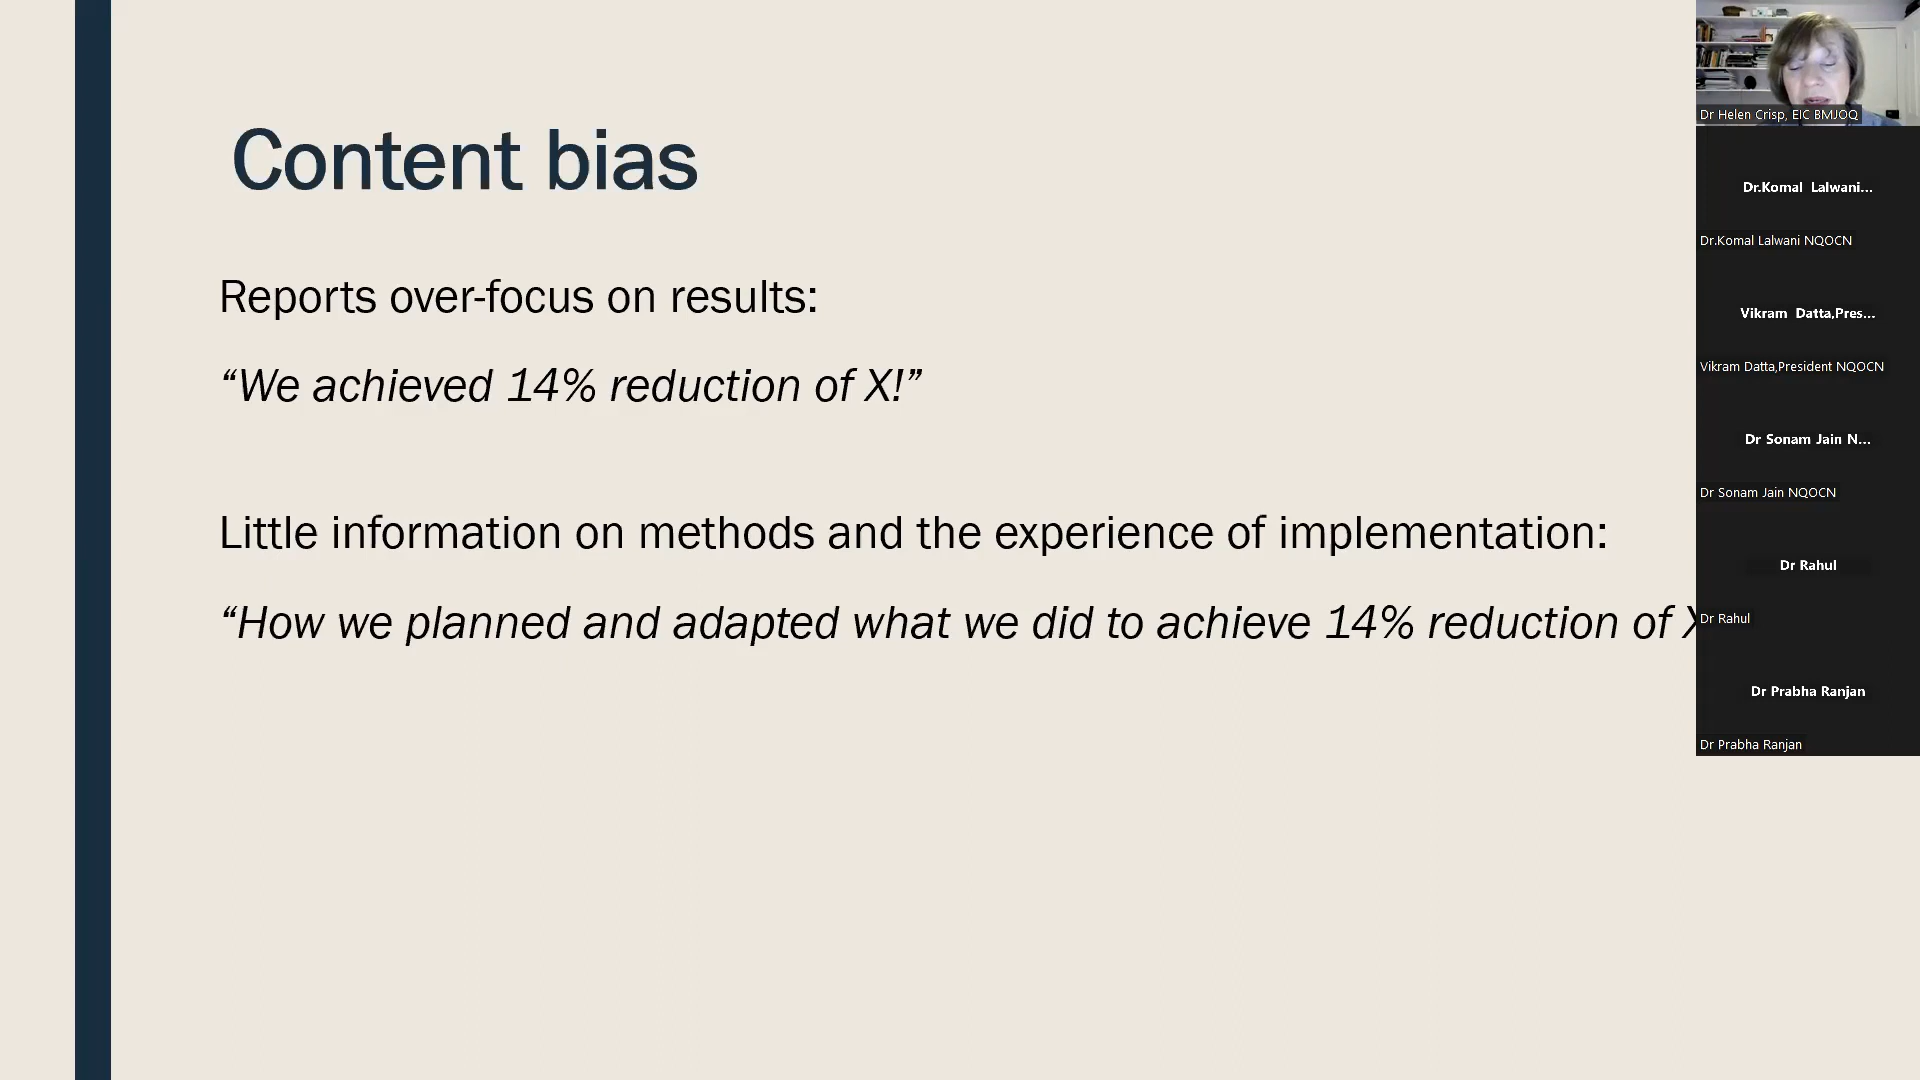 Content bias
Reports over-focus on results:
“We achieved 14% reduction of X!”
Little information on methods and the experience of implementation:
“How we planned and adapted what we did to achieve 14% reduction of X
Dr Helen Crisp, EIC BMJOQ
Dr.Komal Lalwani...
Dr.Komal Lalwani NQOCN
Vikram Datta,Pres...
Vikram Datta,President NQOCN
Dr Sonam Jain N...
Dr Sonam Jain NQOCN
Dr Rahul
Dr Rahul
Dr Prabha Ranjan
Dr Prabha Ranjan